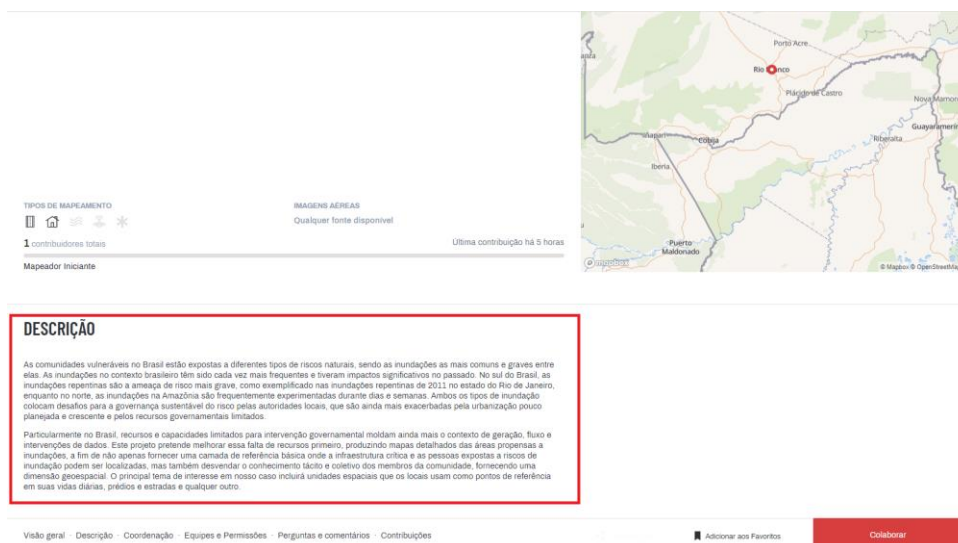 Porto Acre
Rio Branco
Plácido de Castro
Nova Mamoré
Guayaramerín
Riberalta
Iñapari
Cobija
Iberia
Puerto
Maldonado
mapbox
© Mapbox © OpenStreetMap
TIPOS DE MAPEAMENTO
IMAGENS AÉREAS
Qualquer fonte disponível
1 contribuidores totais
Última contribuição há 5 horas
Mapeador Iniciante
DESCRIÇÃO
As comunidades vulneráveis no Brasil estão expostas a diferentes tipos de riscos naturais, sendo as inundações as mais comuns e graves entre
elas. As inundações no contexto brasileiro têm sido cada vez mais frequentes e tiveram impactos significativos no passado. No sul do Brasil, as
inundações repentinas são a ameaça de risco mais grave, como exemplificado nas inundações repentinas de 2011 no estado do Rio de Janeiro,
enquanto no norte, as inundações na Amazônia são frequentemente experimentadas durante dias e semanas. Ambos os tipos de inundação
colocam desafios para a governança sustentável do risco pelas autoridades locais, que são ainda mais exacerbadas pela urbanização pouco
planejada e crescente e pelos recursos governamentais limitados.
Particularmente no Brasil, recursos e capacidades limitados para intervenção governamental moldam ainda mais o contexto de geração, fluxo e
intervenções de dados. Este projeto pretende melhorar essa falta de recursos primeiro, produzindo mapas detalhados das áreas propensas a
inundações, a fim de não apenas fornecer uma camada de referência básica onde a infraestrutura crítica e as pessoas expostas a riscos de
inundação podem ser localizadas, mas também desvendar o conhecimento tácito e coletivo dos membros da comunidade, fornecendo uma
dimensão geoespacial. O principal tema de interesse em nosso caso incluirá unidades espaciais que os locais usam como pontos de referência
em suas vidas diárias, prédios e estradas e qualquer outro.
Visão geral · Descrição · Coordenação · Equipes e Permissões · Perguntas e comentários · Contribuições
Adicionar aos Favoritos
Colaborar